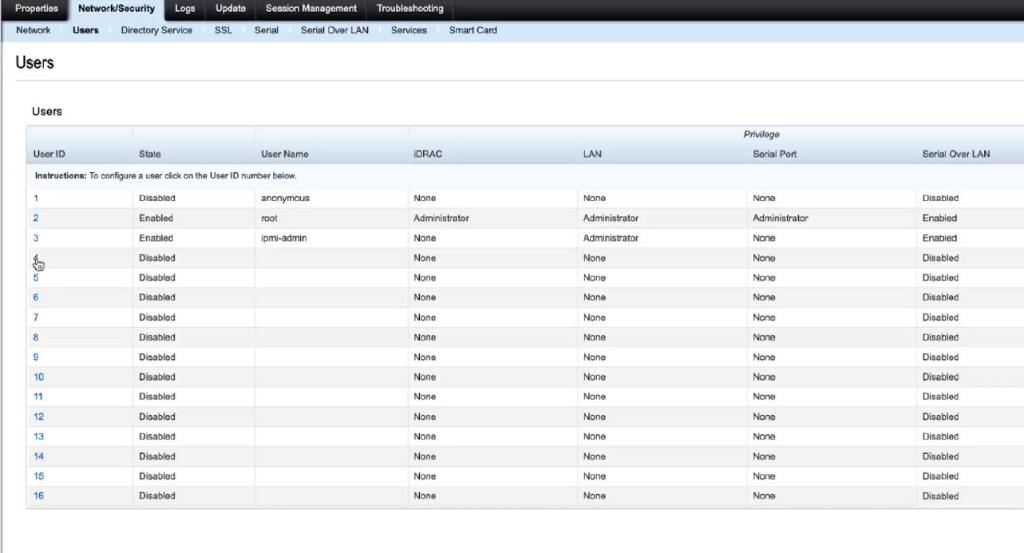 Properties Network/Security Logs Update Session Management Troubleshooting
Network Users Directory Service SSL Serial Serial Over LAN Services Smart Card
Users
Users
Privilege
User ID State User Name iDRAC LAN Serial Port Serial Over LAN
Instructions: To configure a user click on the User ID number below.
1 Disabled anonymous None None None Disabled
2 Enabled root Administrator Administrator Administrator Enabled
3 Enabled ipmi-admin None Administrator None Enabled
4 Disabled None None None Disabled
5 Disabled None None None Disabled
6 Disabled None None None Disabled
7 Disabled None None None Disabled
8 Disabled None None None Disabled
9 Disabled None None None Disabled
10 Disabled None None None Disabled
11 Disabled None None None Disabled
12 Disabled None None None Disabled
13 Disabled None None None Disabled
14 Disabled None None None Disabled
15 Disabled None None None Disabled
16 Disabled None None None Disabled